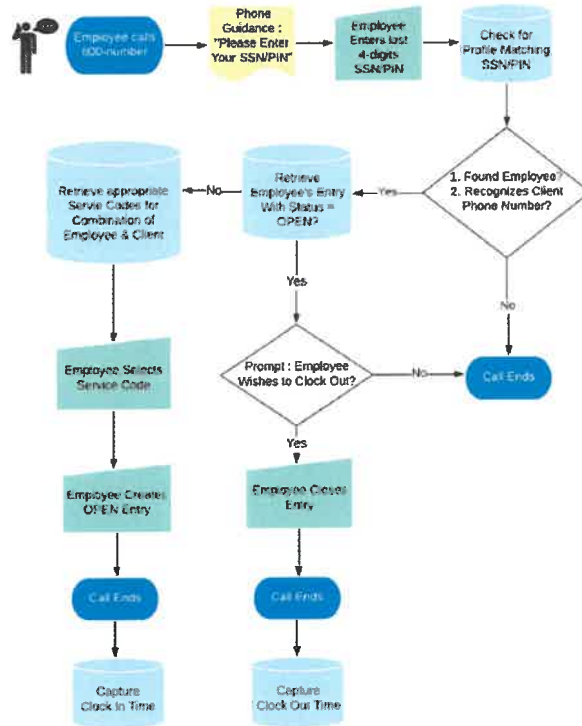 Employee calls
800-number
Phone
Guidance :
"Please Enter
Your SSN/PIN"
Employee
Enters last
4-digits
SSN/PIN
Check for
Profile Matching
SSN/PIN
1. Found Employee?
2. Recognizes Client
Phone Number?
Yes
No
Retrieve
Employee's Entry
With Status =
OPEN?
No
Retrieve appropriate
Servie Codes for
Combination of
Employee & Client
Yes
Prompt : Employee
Wishes to Clock Out?
No
Call Ends
Employee Selects
Service Code
Yes
Employee Creates
OPEN Entry
Employee Closes
Entry
Call Ends
Call Ends
Capture
Clock In Time
Capture
Clock Out Time